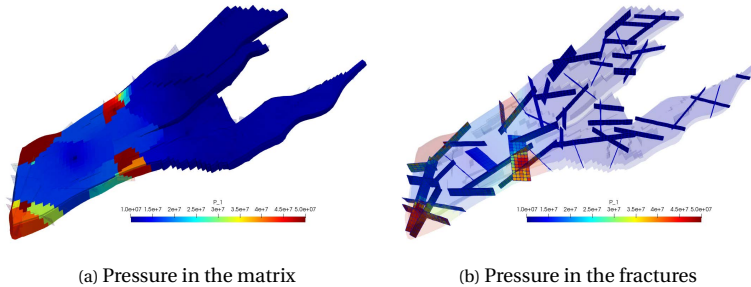 P_1
1.0e+07 1.5e+7 2e+7 2.5e+7 3e+7 3.5e+7 4e+7 4.5e+7 5.0e+07
P_1
1.0e+07 1.5e+7 2e+7 2.5e+7 3e+7 3.5e+7 4e+7 4.5e+7 5.0e+07
(a) Pressure in the matrix
(b) Pressure in the fractures